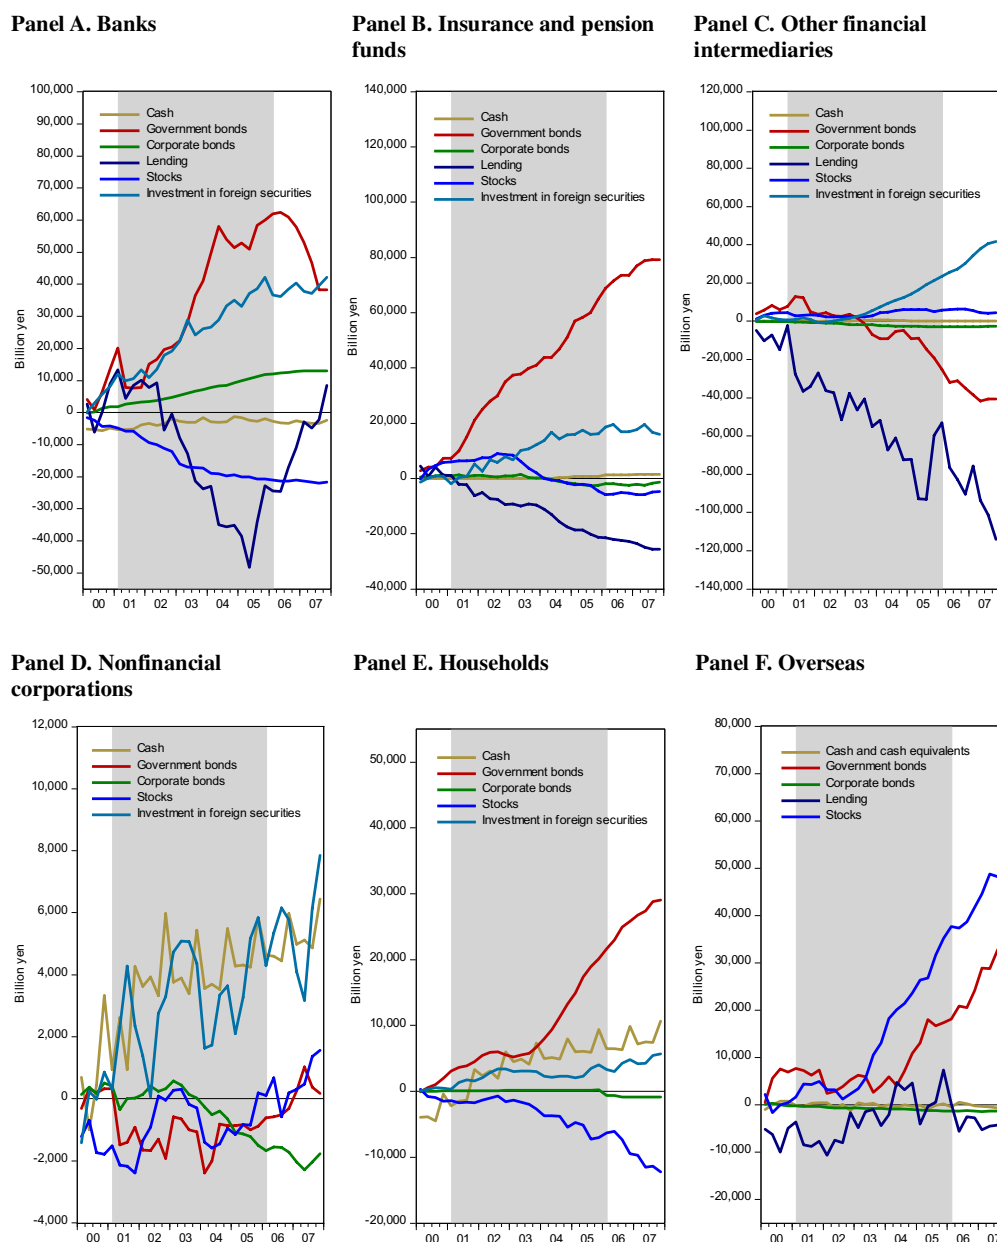 Panel A. Banks
Panel B. Insurance and pension
funds
Panel C. Other financial
intermediaries
100,000
90,000
80,000
70,000
60,000
50,000
40,000
30,000
20,000
10,000
0
-10,000
-20,000
-30,000
-40,000
-50,000
Billion yen
Cash
Government bonds
Corporate bonds
Lending
Stocks
Investment in foreign securities
00 01 02 03 04 05 06 07
140,000
120,000
100,000
80,000
60,000
40,000
20,000
0
-20,000
-40,000
Billion yen
Cash
Government bonds
Corporate bonds
Lending
Stocks
Investment in foreign securities
00 01 02 03 04 05 06 07
120,000
100,000
80,000
60,000
40,000
20,000
0
-20,000
-40,000
-60,000
-80,000
-100,000
-120,000
-140,000
Billion yen
Cash
Government bonds
Corporate bonds
Lending
Stocks
Investment in foreign securities
00 01 02 03 04 05 06 07
Panel D. Nonfinancial
corporations
Panel E. Households
Panel F. Overseas
12,000
10,000
8,000
6,000
4,000
2,000
0
-2,000
-4,000
Billion yen
Cash
Government bonds
Corporate bonds
Stocks
Investment in foreign securities
00 01 02 03 04 05 06 07
50,000
40,000
30,000
20,000
10,000
0
-10,000
-20,000
Billion yen
Cash
Government bonds
Corporate bonds
Stocks
Investment in foreign securities
00 01 02 03 04 05 06 07
80,000
70,000
60,000
50,000
40,000
30,000
20,000
10,000
0
-10,000
-20,000
Billion yen
Cash and cash equivalents
Government bonds
Corporate bonds
Lending
Stocks
00 01 02 03 04 05 06 07